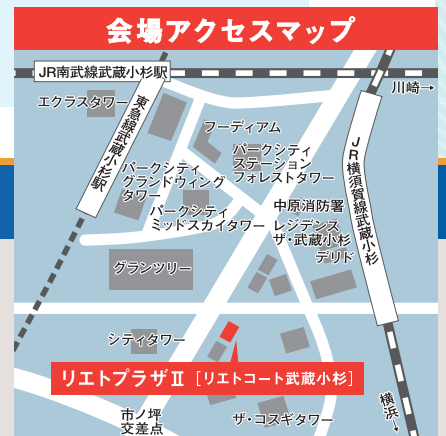 会場アクセスマップ
JR南武線武蔵小杉駅
川崎→
エクラスタワー
東急線武蔵小杉駅
フーディアム
パークシティ
ステーション
フォレストタワー
JR横須賀線武蔵小杉
パークシティ
グランドウィング
タワー
パークシティ
ミッドスカイタワー
中原消防署
レジデンス
ザ・武蔵小杉
デリド
グランツリー
シティタワー
リエトプラザⅡ [リエトコート武蔵小杉]
市ノ坪
交差点
ザ・コスギタワー
横浜→